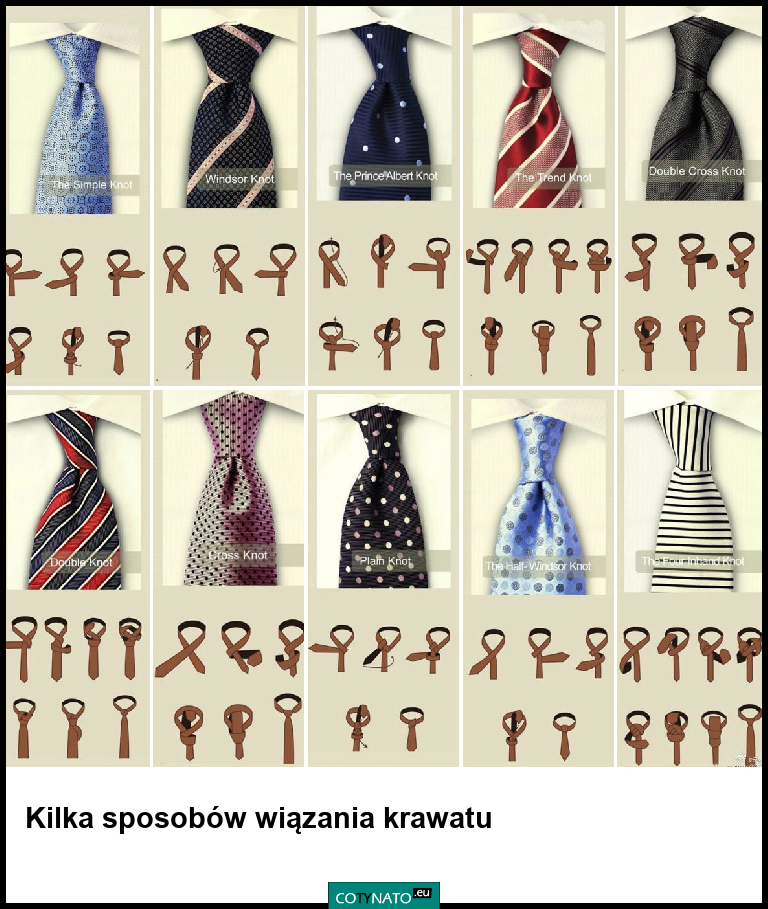 The Simple Knot
Windsor Knot
The Prince Albert Knot
The Trend Knot
Double Cross Knot
Double Knot
Cross Knot
Plain Knot
The Half-Windsor Knot
The Four in Hand Knot
Kilka sposobów wiązania krawatu
COTYNATO.eu